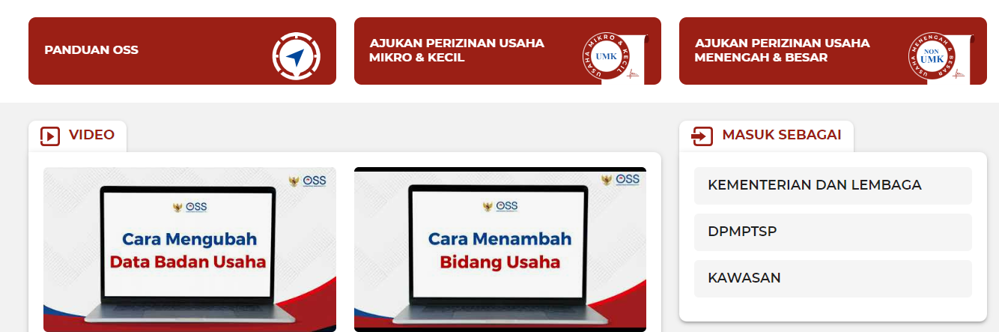 PANDUAN OSS
AJUKAN PERIZINAN USAHA
MIKRO & KECIL
USAHA MIKRO & KECIL
UMK
AJUKAN PERIZINAN USAHA
MENENGAH & BESAR
USAHA MENENGAH & BESAR
NON
UMK
VIDEO
OSS
OSS
Cara Mengubah
Data Badan Usaha
OSS
OSS
Cara Menambah
Bidang Usaha
MASUK SEBAGAI
KEMENTERIAN DAN LEMBAGA
DPMPTSP
KAWASAN